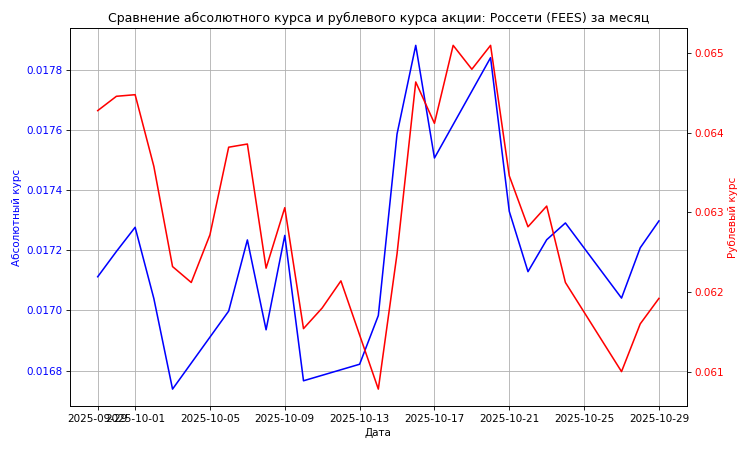 Сравнение абсолютного курса и рублевого курса акции: Россети (FEES) за месяц
Абсолютный курс
0.0178
0.0176
0.0174
0.0172
0.0170
0.0168
0.065
0.064
0.063
0.062
0.061
Рублевый курс
2025-09-29 2025-10-01 2025-10-05 2025-10-09 2025-10-13 2025-10-17 2025-10-21 2025-10-25 2025-10-29
Дата